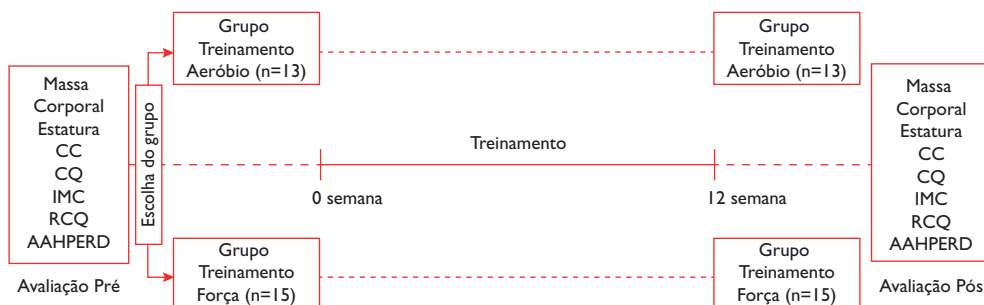 Massa
Corporal
Estatura
CC
CQ
IMC
RCQ
AAHPERD
Avaliação Pré
Escolha do grupo
Grupo
Treinamento
Aeróbio (n=13)
Grupo
Treinamento
Força (n=15)
Treinamento
0 semana
12 semana
Grupo
Treinamento
Aeróbio (n=13)
Grupo
Treinamento
Força (n=15)
Massa
Corporal
Estatura
CC
CQ
IMC
RCQ
AAHPERD
Avaliação Pós